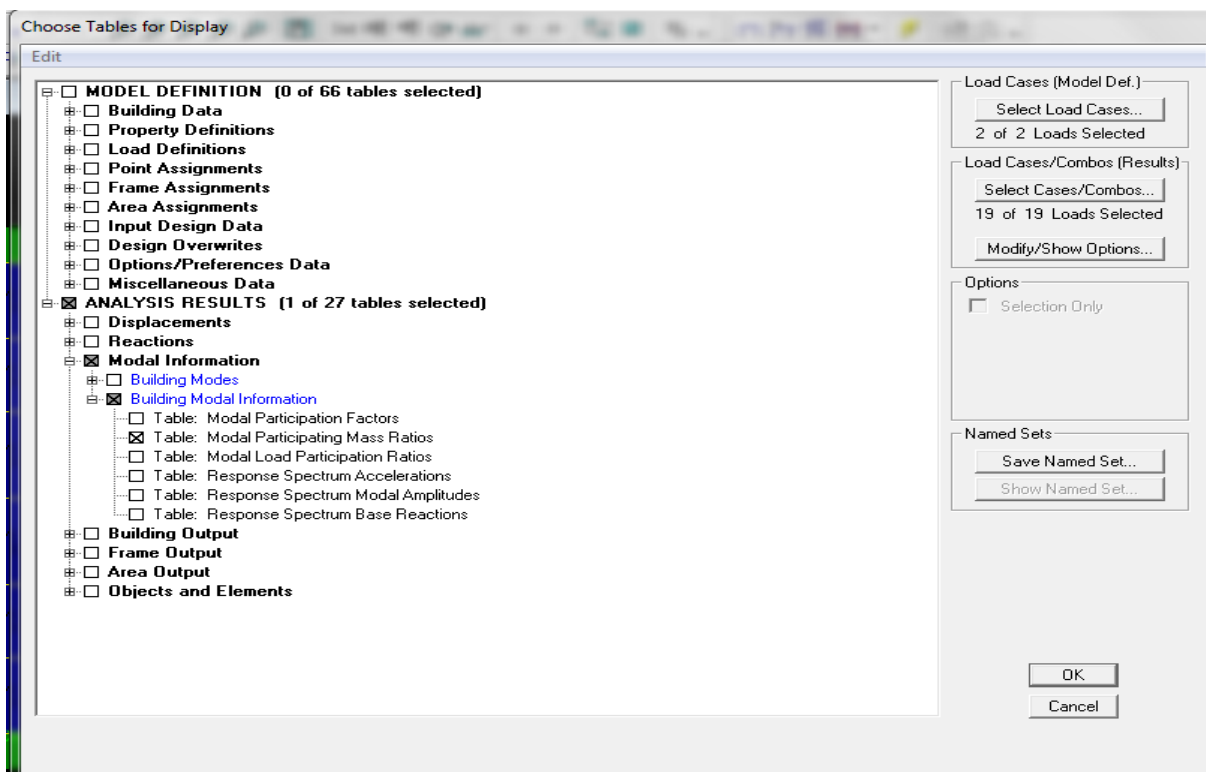 Choose Tables for Display
Edit
MODEL DEFINITION (0 of 66 tables selected)
Building Data
Property Definitions
Load Definitions
Point Assignments
Frame Assignments
Area Assignments
Input Design Data
Design Overwrites
Options/Preferences Data
Miscellaneous Data
ANALYSIS RESULTS (1 of 27 tables selected)
Displacements
Reactions
Modal Information
Building Modes
Building Modal Information
Table: Modal Participation Factors
Table: Modal Participating Mass Ratios
Table: Modal Load Participation Ratios
Table: Response Spectrum Accelerations
Table: Response Spectrum Modal Amplitudes
Table: Response Spectrum Base Reactions
Building Output
Frame Output
Area Output
Objects and Elements
Load Cases (Model Def.)
Select Load Cases...
2 of 2 Loads Selected
Load Cases/Combos (Results)
Select Cases/Combos...
19 of 19 Loads Selected
Modify/Show Options...
Options
Selection Only
Named Sets
Save Named Set...
Show Named Set...
OK
Cancel